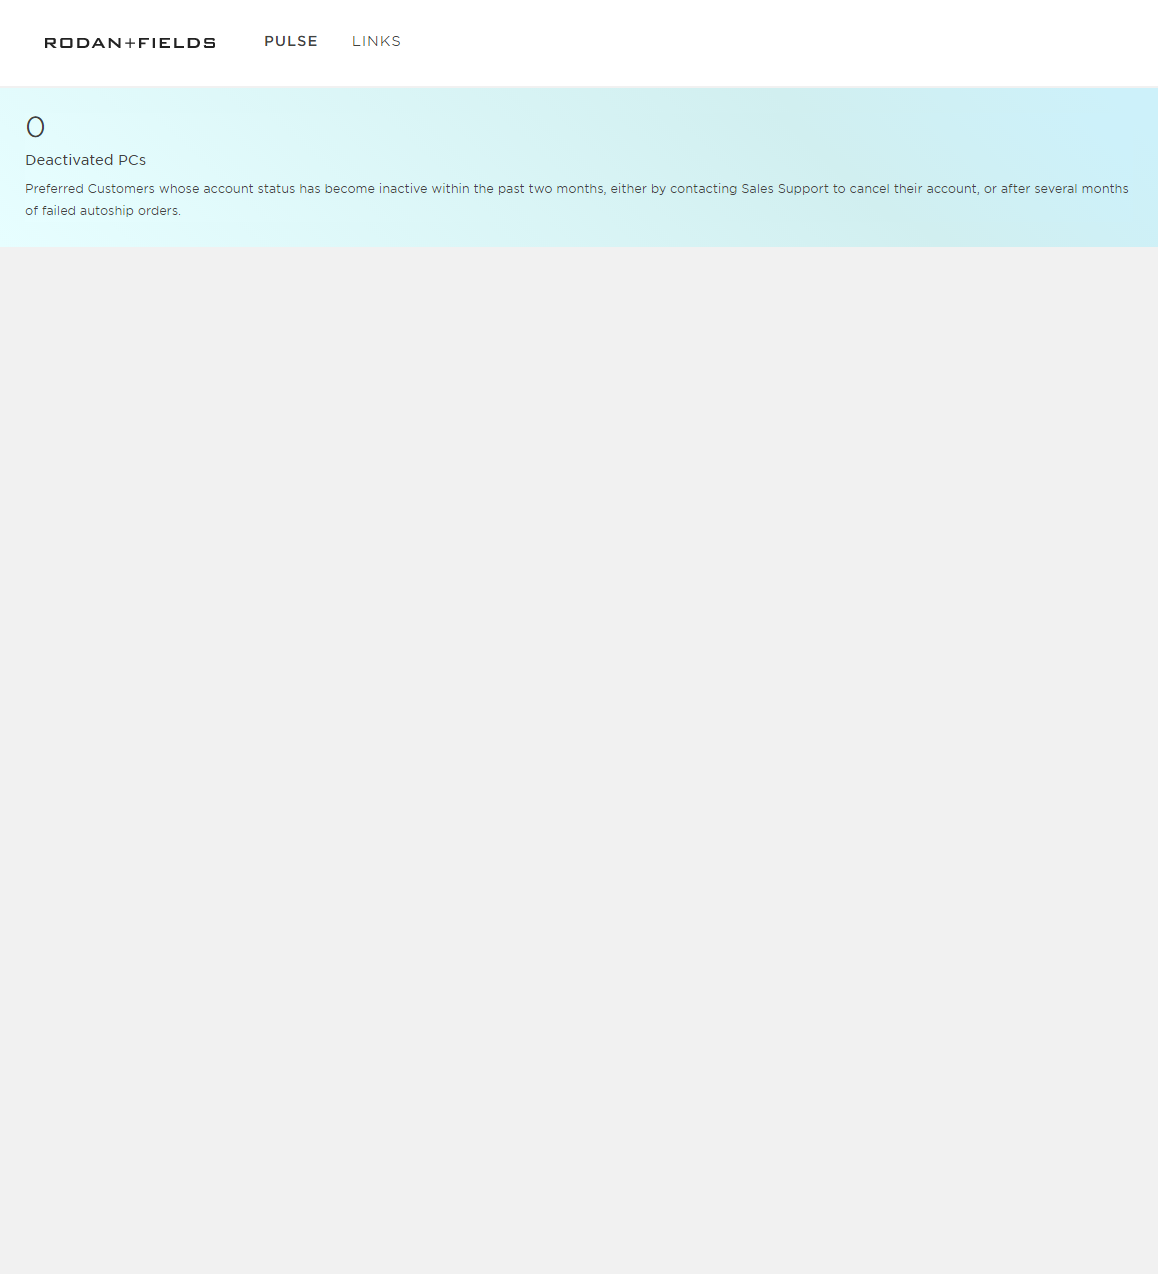 RODAN+FIELDS PULSE LINKS
0
Deactivated PCs
Preferred Customers whose account status has become inactive within the past two months, either by contacting Sales Support to cancel their account, or after several months
of failed autoship orders.